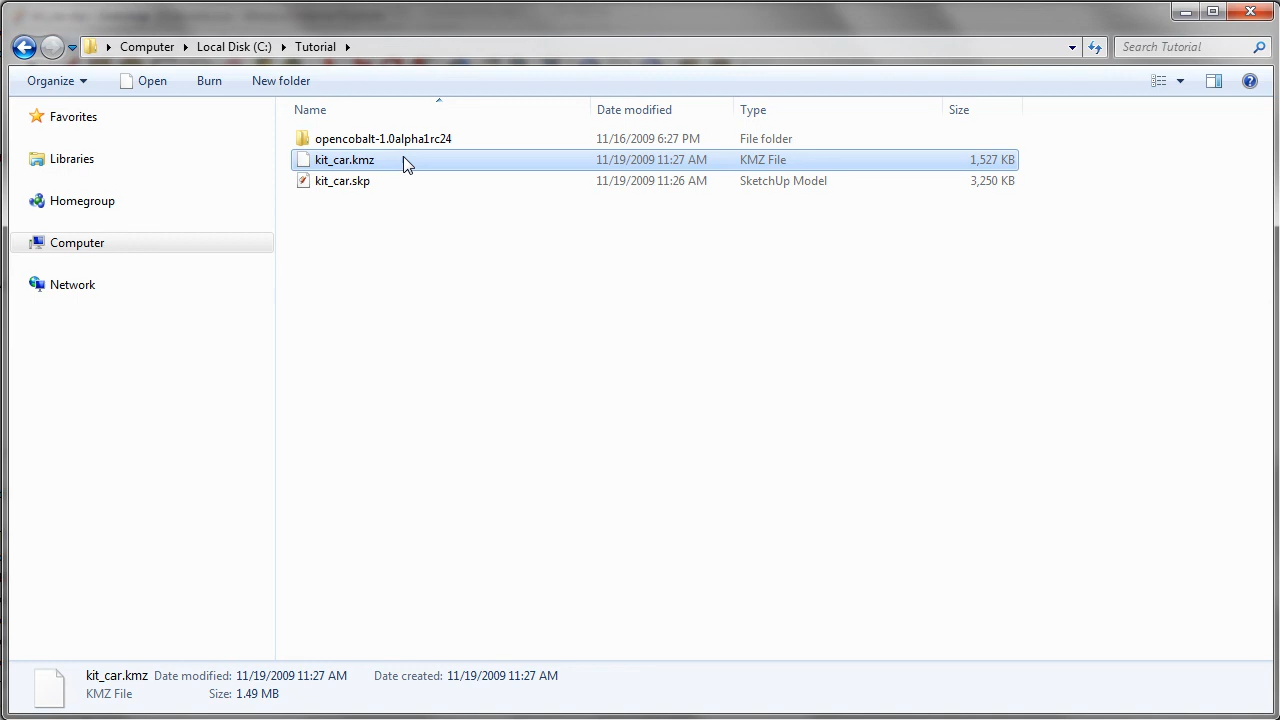 Computer Local Disk (C:) Tutorial Search Tutorial
Organize Open Burn New folder
Name Date modified Type Size
Favorites
Libraries
Homegroup
Computer
Network
opencobalt-1.0alpha1rc24 11/16/2009 6:27 PM File folder
kit_car.kmz 11/19/2009 11:27 AM KMZ File 1,527 KB
kit_car.skp 11/19/2009 11:26 AM SketchUp Model 3,250 KB
kit_car.kmz Date modified: 11/19/2009 11:27 AM Date created: 11/19/2009 11:27 AM
KMZ File Size: 1.49 MB